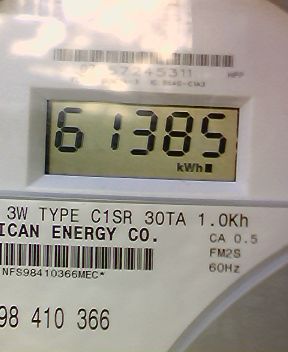 57245311
61385
kWh
3W TYPE C1SR 30TA 1.0Kh
ICAN ENERGY CO.
CA 0.5
FM2S
60Hz
NFS98410366MEC*
98 410 366